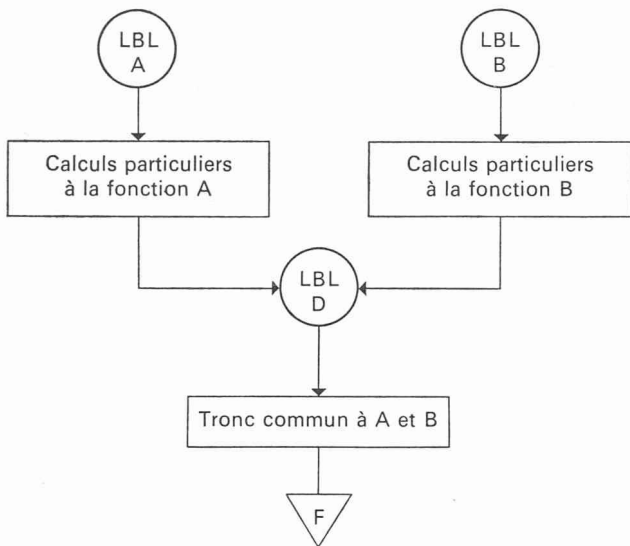 LBL
A
LBL
B
Calculs particuliers
à la fonction A
Calculs particuliers
à la fonction B
LBL
D
Tronc commun à A et B
F